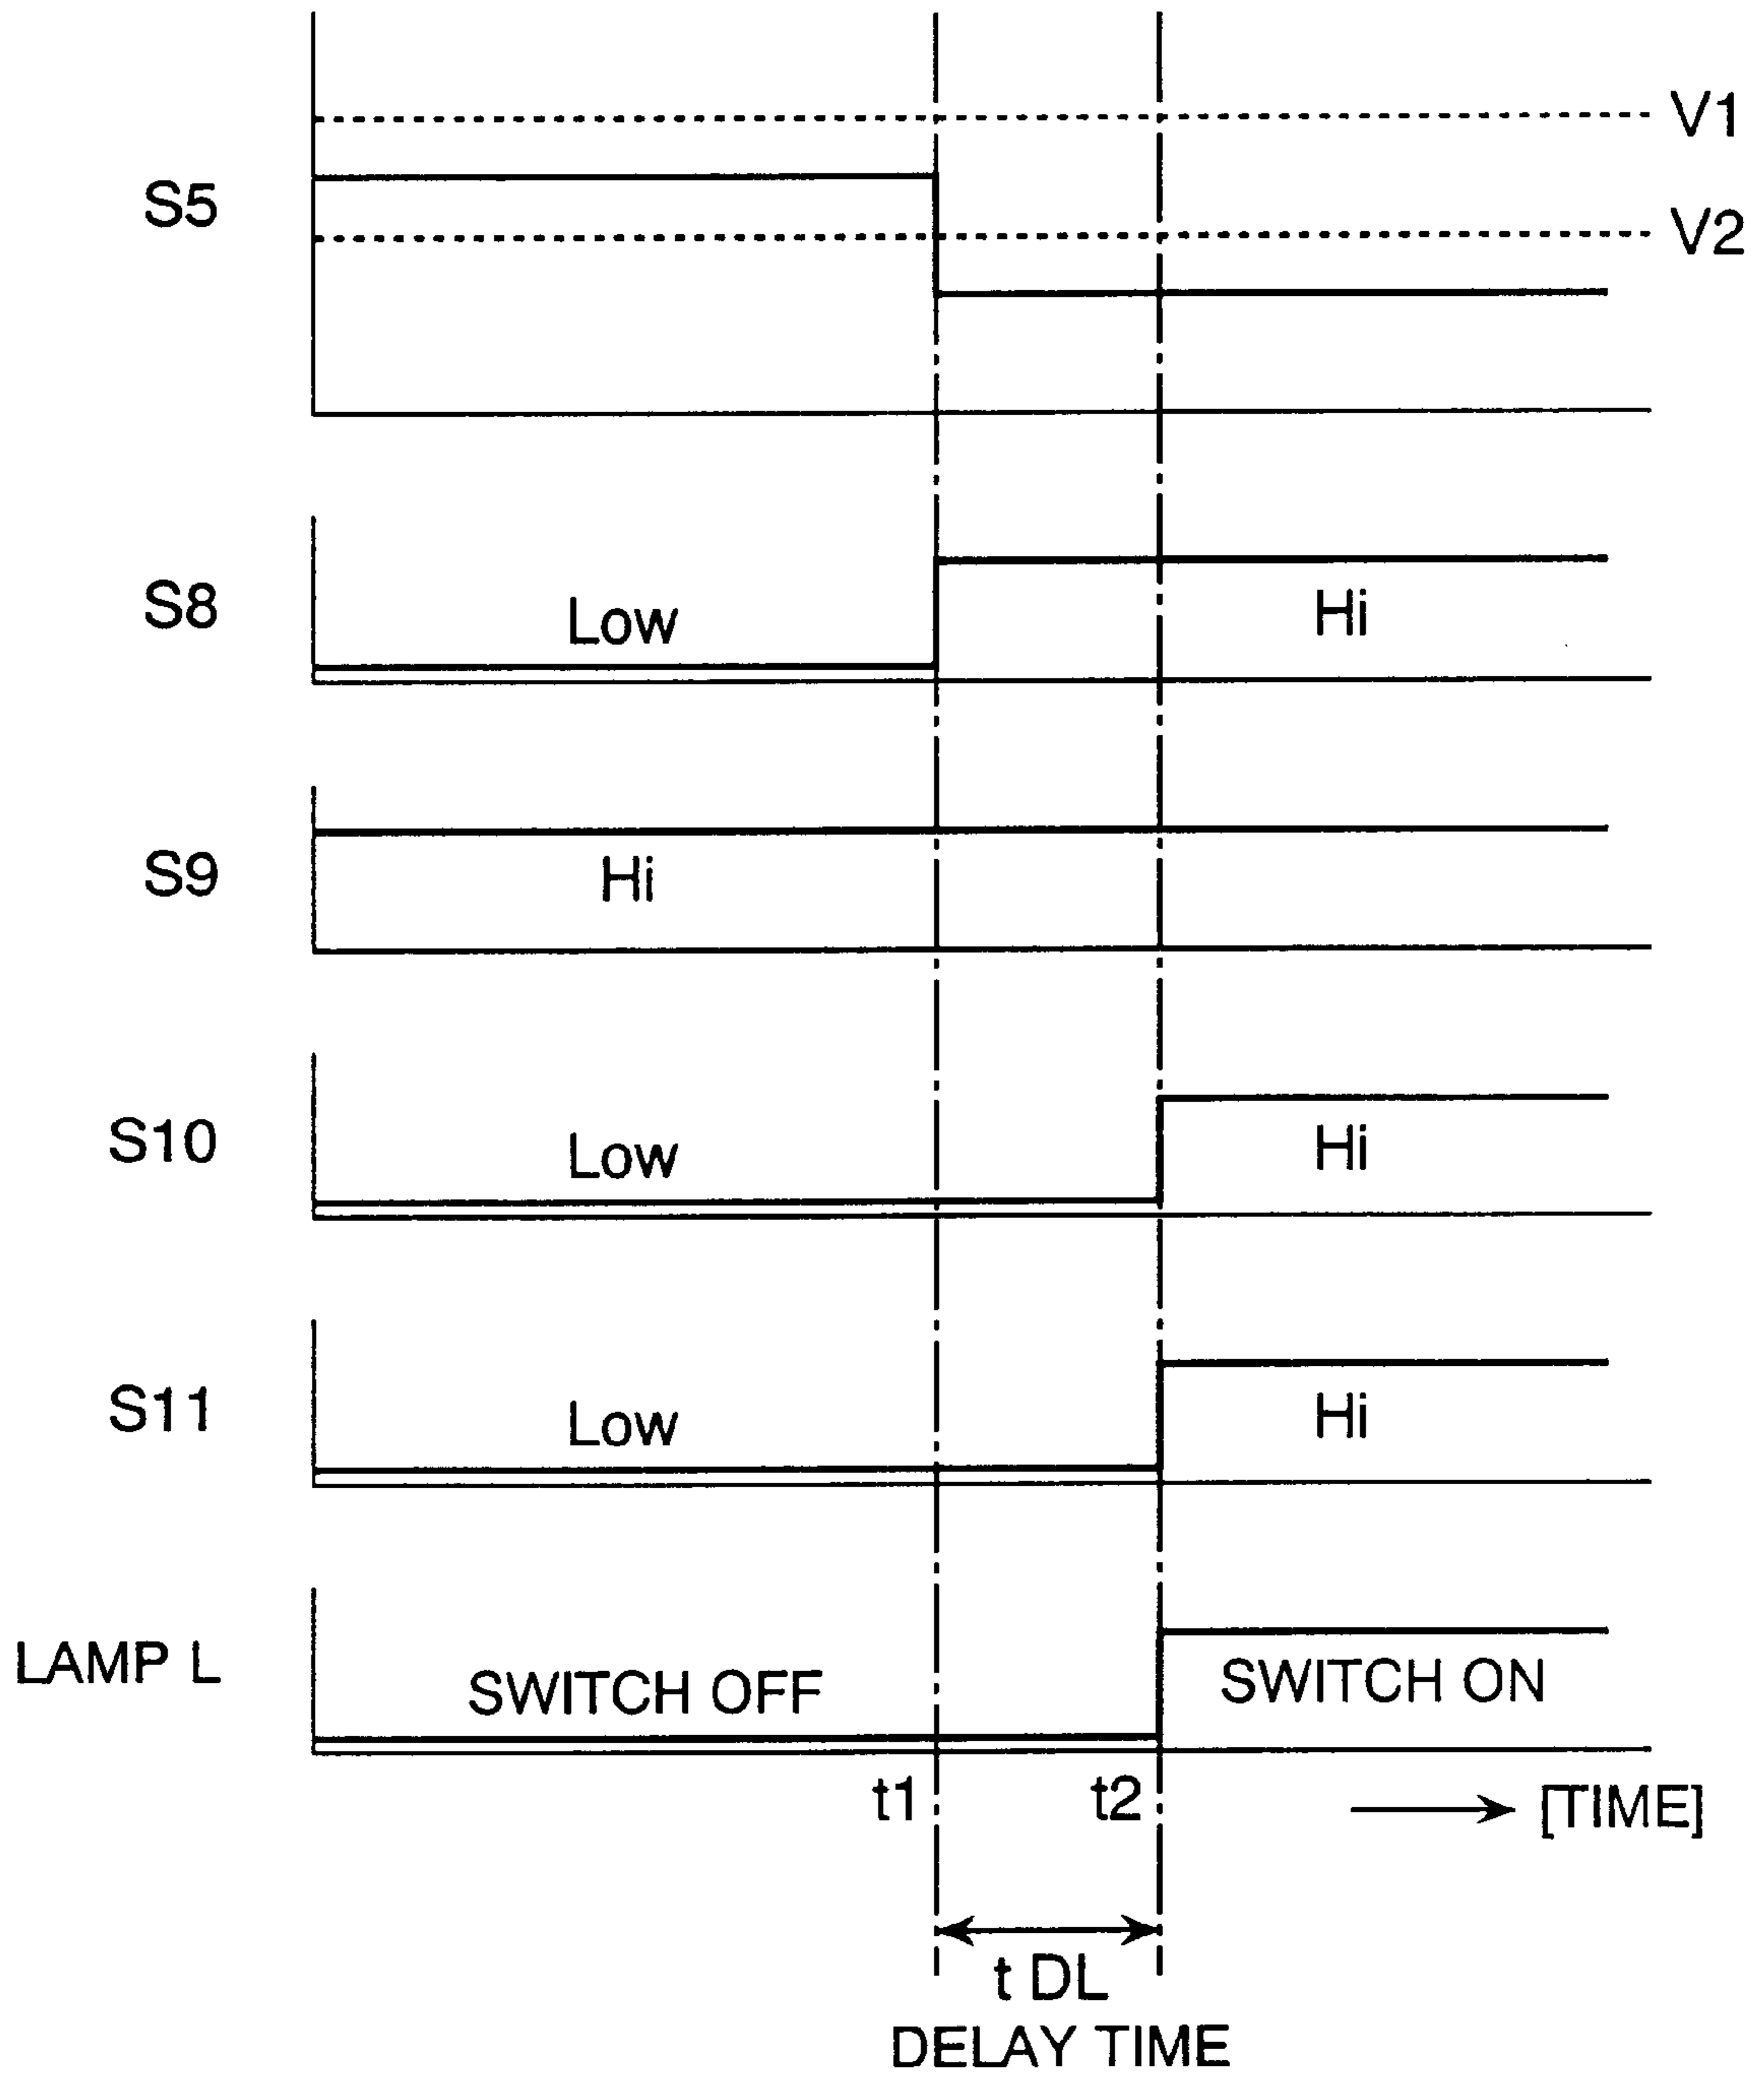 V1
S5
V2
S8
Low
Hi
S9
Hi
S10
Low
Hi
S11
Low
Hi
LAMP L
SWITCH OFF
SWITCH ON
t1
t2
[TIME]
t DL
DELAY TIME